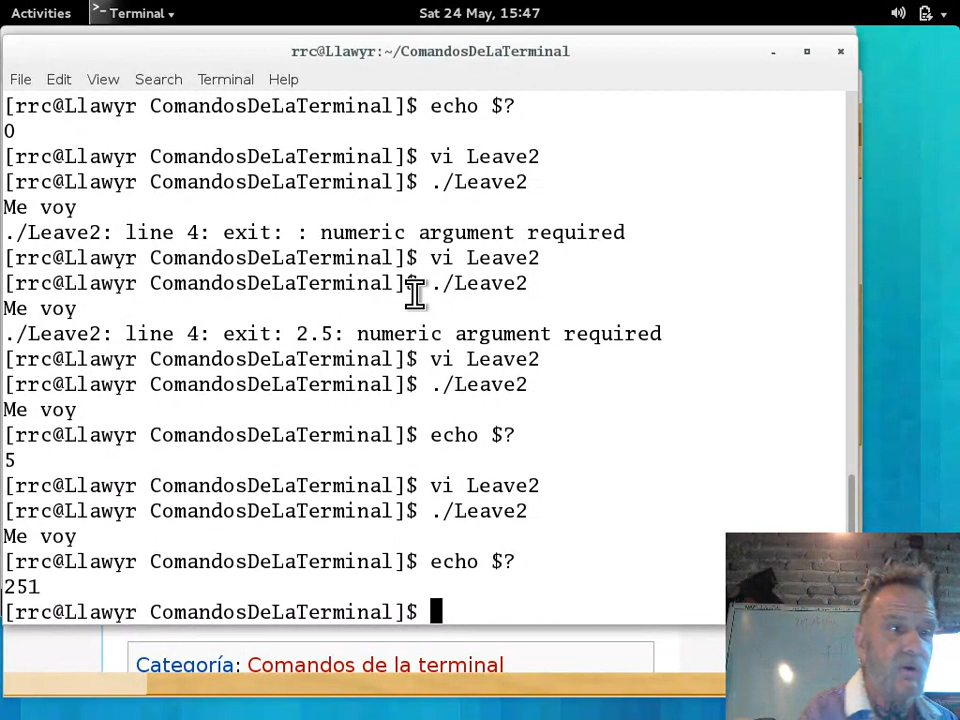 Activities
Terminal
Sat 24 May, 15:47
rrc@Llawyr:~/ComandosDeLaTerminal
File Edit View Search Terminal Help
[rrc@Llawyr ComandosDeLaTerminal]$ echo $?
0
[rrc@Llawyr ComandosDeLaTerminal]$ vi Leave2
[rrc@Llawyr ComandosDeLaTerminal]$ ./Leave2
Me voy
./Leave2: line 4: exit: : numeric argument required
[rrc@Llawyr ComandosDeLaTerminal]$ vi Leave2
[rrc@Llawyr ComandosDeLaTerminal]$ ./Leave2
Me voy
./Leave2: line 4: exit: 2.5: numeric argument required
[rrc@Llawyr ComandosDeLaTerminal]$ vi Leave2
[rrc@Llawyr ComandosDeLaTerminal]$ ./Leave2
Me voy
[rrc@Llawyr ComandosDeLaTerminal]$ echo $?
5
[rrc@Llawyr ComandosDeLaTerminal]$ vi Leave2
[rrc@Llawyr ComandosDeLaTerminal]$ ./Leave2
Me voy
[rrc@Llawyr ComandosDeLaTerminal]$ echo $?
251
[rrc@Llawyr ComandosDeLaTerminal]$
Categoría: Comandos de la terminal